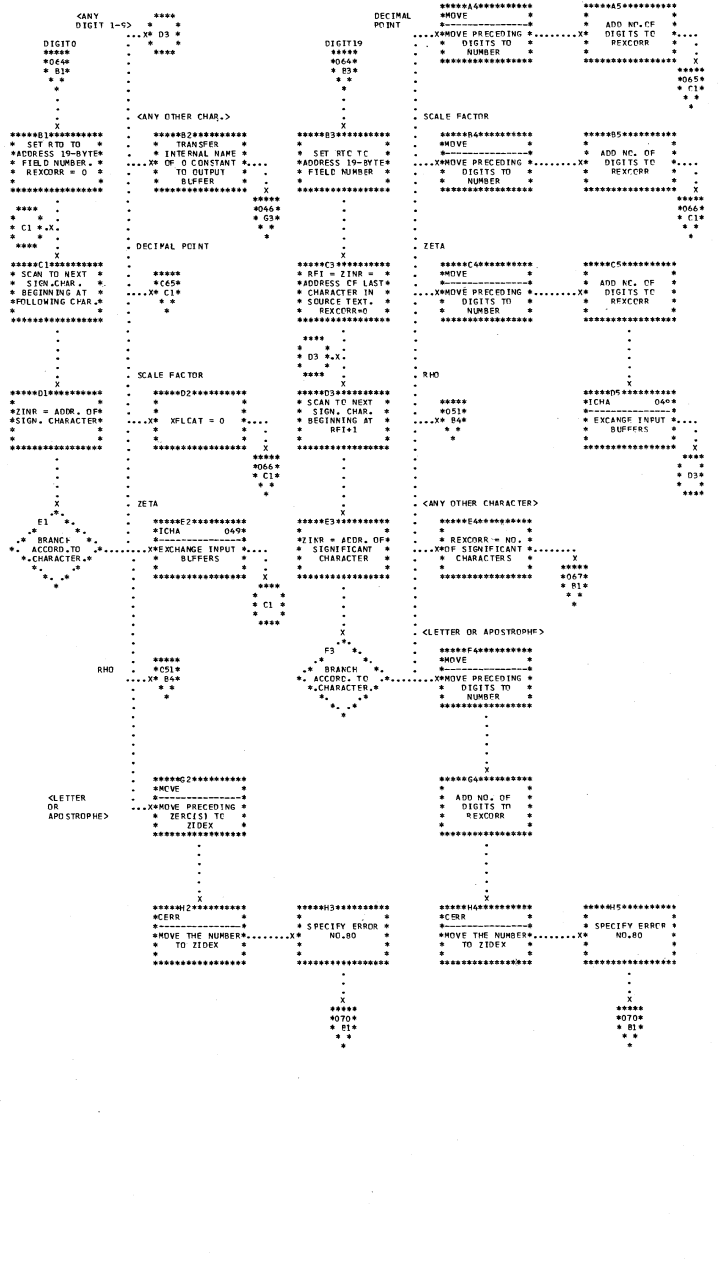 <ANY
DIGIT 1-9>
D3
DIGIT0
*064*
* B1*
B1
SET RTO TO
ADDRESS 19-BYTE
FIELD NUMBER.
REXCORR = 0
C1
C1
SCAN TO NEXT
SIGN.CHAR.
BEGINNING AT
FOLLOWING CHAR.
D1
ZINR = ADDR. OF
SIGN. CHARACTER
E1
BRANCH
ACCORD.TO
CHARACTER.
<ANY OTHER CHAR.>
B2
TRANSFER
INTERNAL NAME
OF 0 CONSTANT
TO OUTPUT
BUFFER
*046*
* G3*
DECIMAL POINT
*065*
* C1*
SCALE FACTOR
D2
XFLCAT = 0
*066*
* C1*
ZETA
E2
ICHA 049
EXCHANGE INPUT
BUFFERS
C1
RHO
*051*
* B4*
<LETTER
OR
APOSTROPHE>
G2
MOVE
MOVE PRECEDING
ZERO(S) TO
ZIDEX
H2
CERR
MOVE THE NUMBER
TO ZIDEX
H3
SPECIFY ERROR
NO.80
*070*
* B1*
DIGIT19
*064*
* B3*
B3
SET RTC TO
ADDRESS 19-BYTE
FIELD NUMBER
C3
RFI = ZINR =
ADDRESS OF LAST
CHARACTER IN
SOURCE TEXT.
REXCORR=0
D3
D3
SCAN TO NEXT
SIGN. CHAR.
BEGINNING AT
RFI+1
E3
ZINR = ADDR. OF
SIGNIFICANT
CHARACTER
F3
BRANCH
ACCORD. TO
CHARACTER.
DECIMAL
POINT
A4
MOVE
MOVE PRECEDING
DIGITS TO
NUMBER
A5
ADD NO.OF
DIGITS TO
REXCORR
*065*
* C1*
SCALE FACTOR
B4
MOVE
MOVE PRECEDING
DIGITS TO
NUMBER
B5
ADD NO. OF
DIGITS TO
REXCORR
*066*
* C1*
ZETA
C4
MOVE
MOVE PRECEDING
DIGITS TO
NUMBER
C5
ADD NO. OF
DIGITS TO
REXCORR
D5
ICHA 049
EXCANGE INPUT
BUFFERS
D3
RHO
*051*
* B4*
<ANY OTHER CHARACTER>
E4
REXCORR = NO.
OF SIGNIFICANT
CHARACTERS
*067*
* B1*
<LETTER OR APOSTROPHE>
F4
MOVE
MOVE PRECEDING
DIGITS TO
NUMBER
G4
ADD NO. OF
DIGITS TO
REXCORR
H4
CERR
MOVE THE NUMBER
TO ZIDEX
H5
SPECIFY ERROR
NO.80
*070*
* B1*